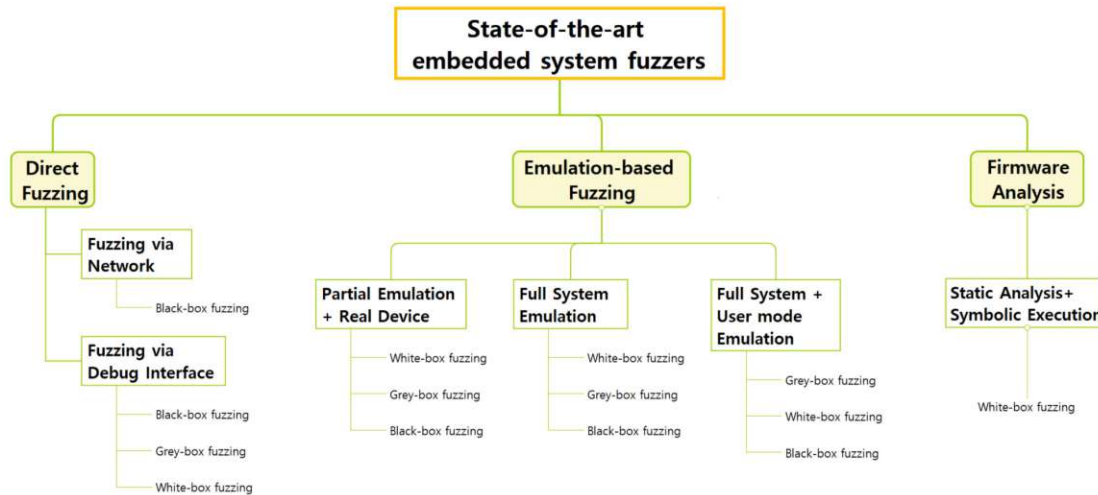 State-of-the-art
embedded system fuzzers
Direct
Fuzzing
Fuzzing via
Network
Black-box fuzzing
Fuzzing via
Debug Interface
Black-box fuzzing
Grey-box fuzzing
White-box fuzzing
Emulation-based
Fuzzing
Partial Emulation
+ Real Device
White-box fuzzing
Grey-box fuzzing
Black-box fuzzing
Full System
Emulation
White-box fuzzing
Grey-box fuzzing
Black-box fuzzing
Full System +
User mode
Emulation
Grey-box fuzzing
White-box fuzzing
Black-box fuzzing
Firmware
Analysis
Static Analysis+
Symbolic Execution
White-box fuzzing